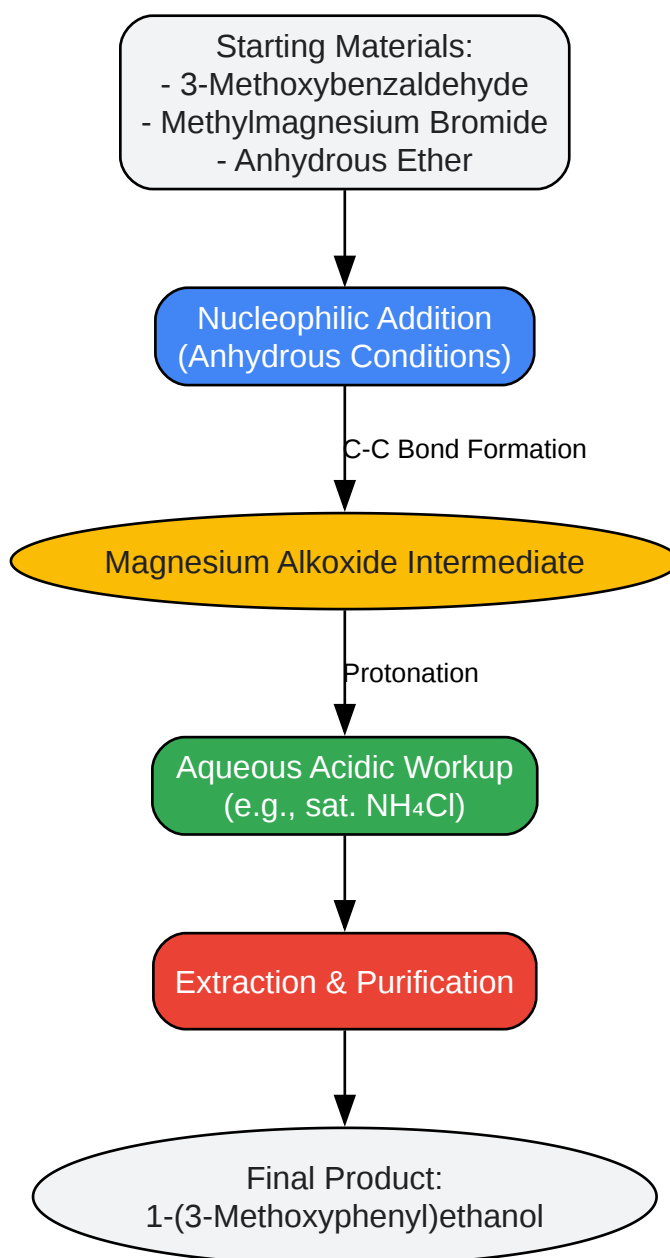 Starting Materials:
- 3-Methoxybenzaldehyde
- Methylmagnesium Bromide
- Anhydrous Ether
Nucleophilic Addition
(Anhydrous Conditions)
C-C Bond Formation
Magnesium Alkoxide Intermediate
Protonation
Aqueous Acidic Workup
(e.g., sat. NH₄Cl)
Extraction & Purification
Final Product:
1-(3-Methoxyphenyl)ethanol